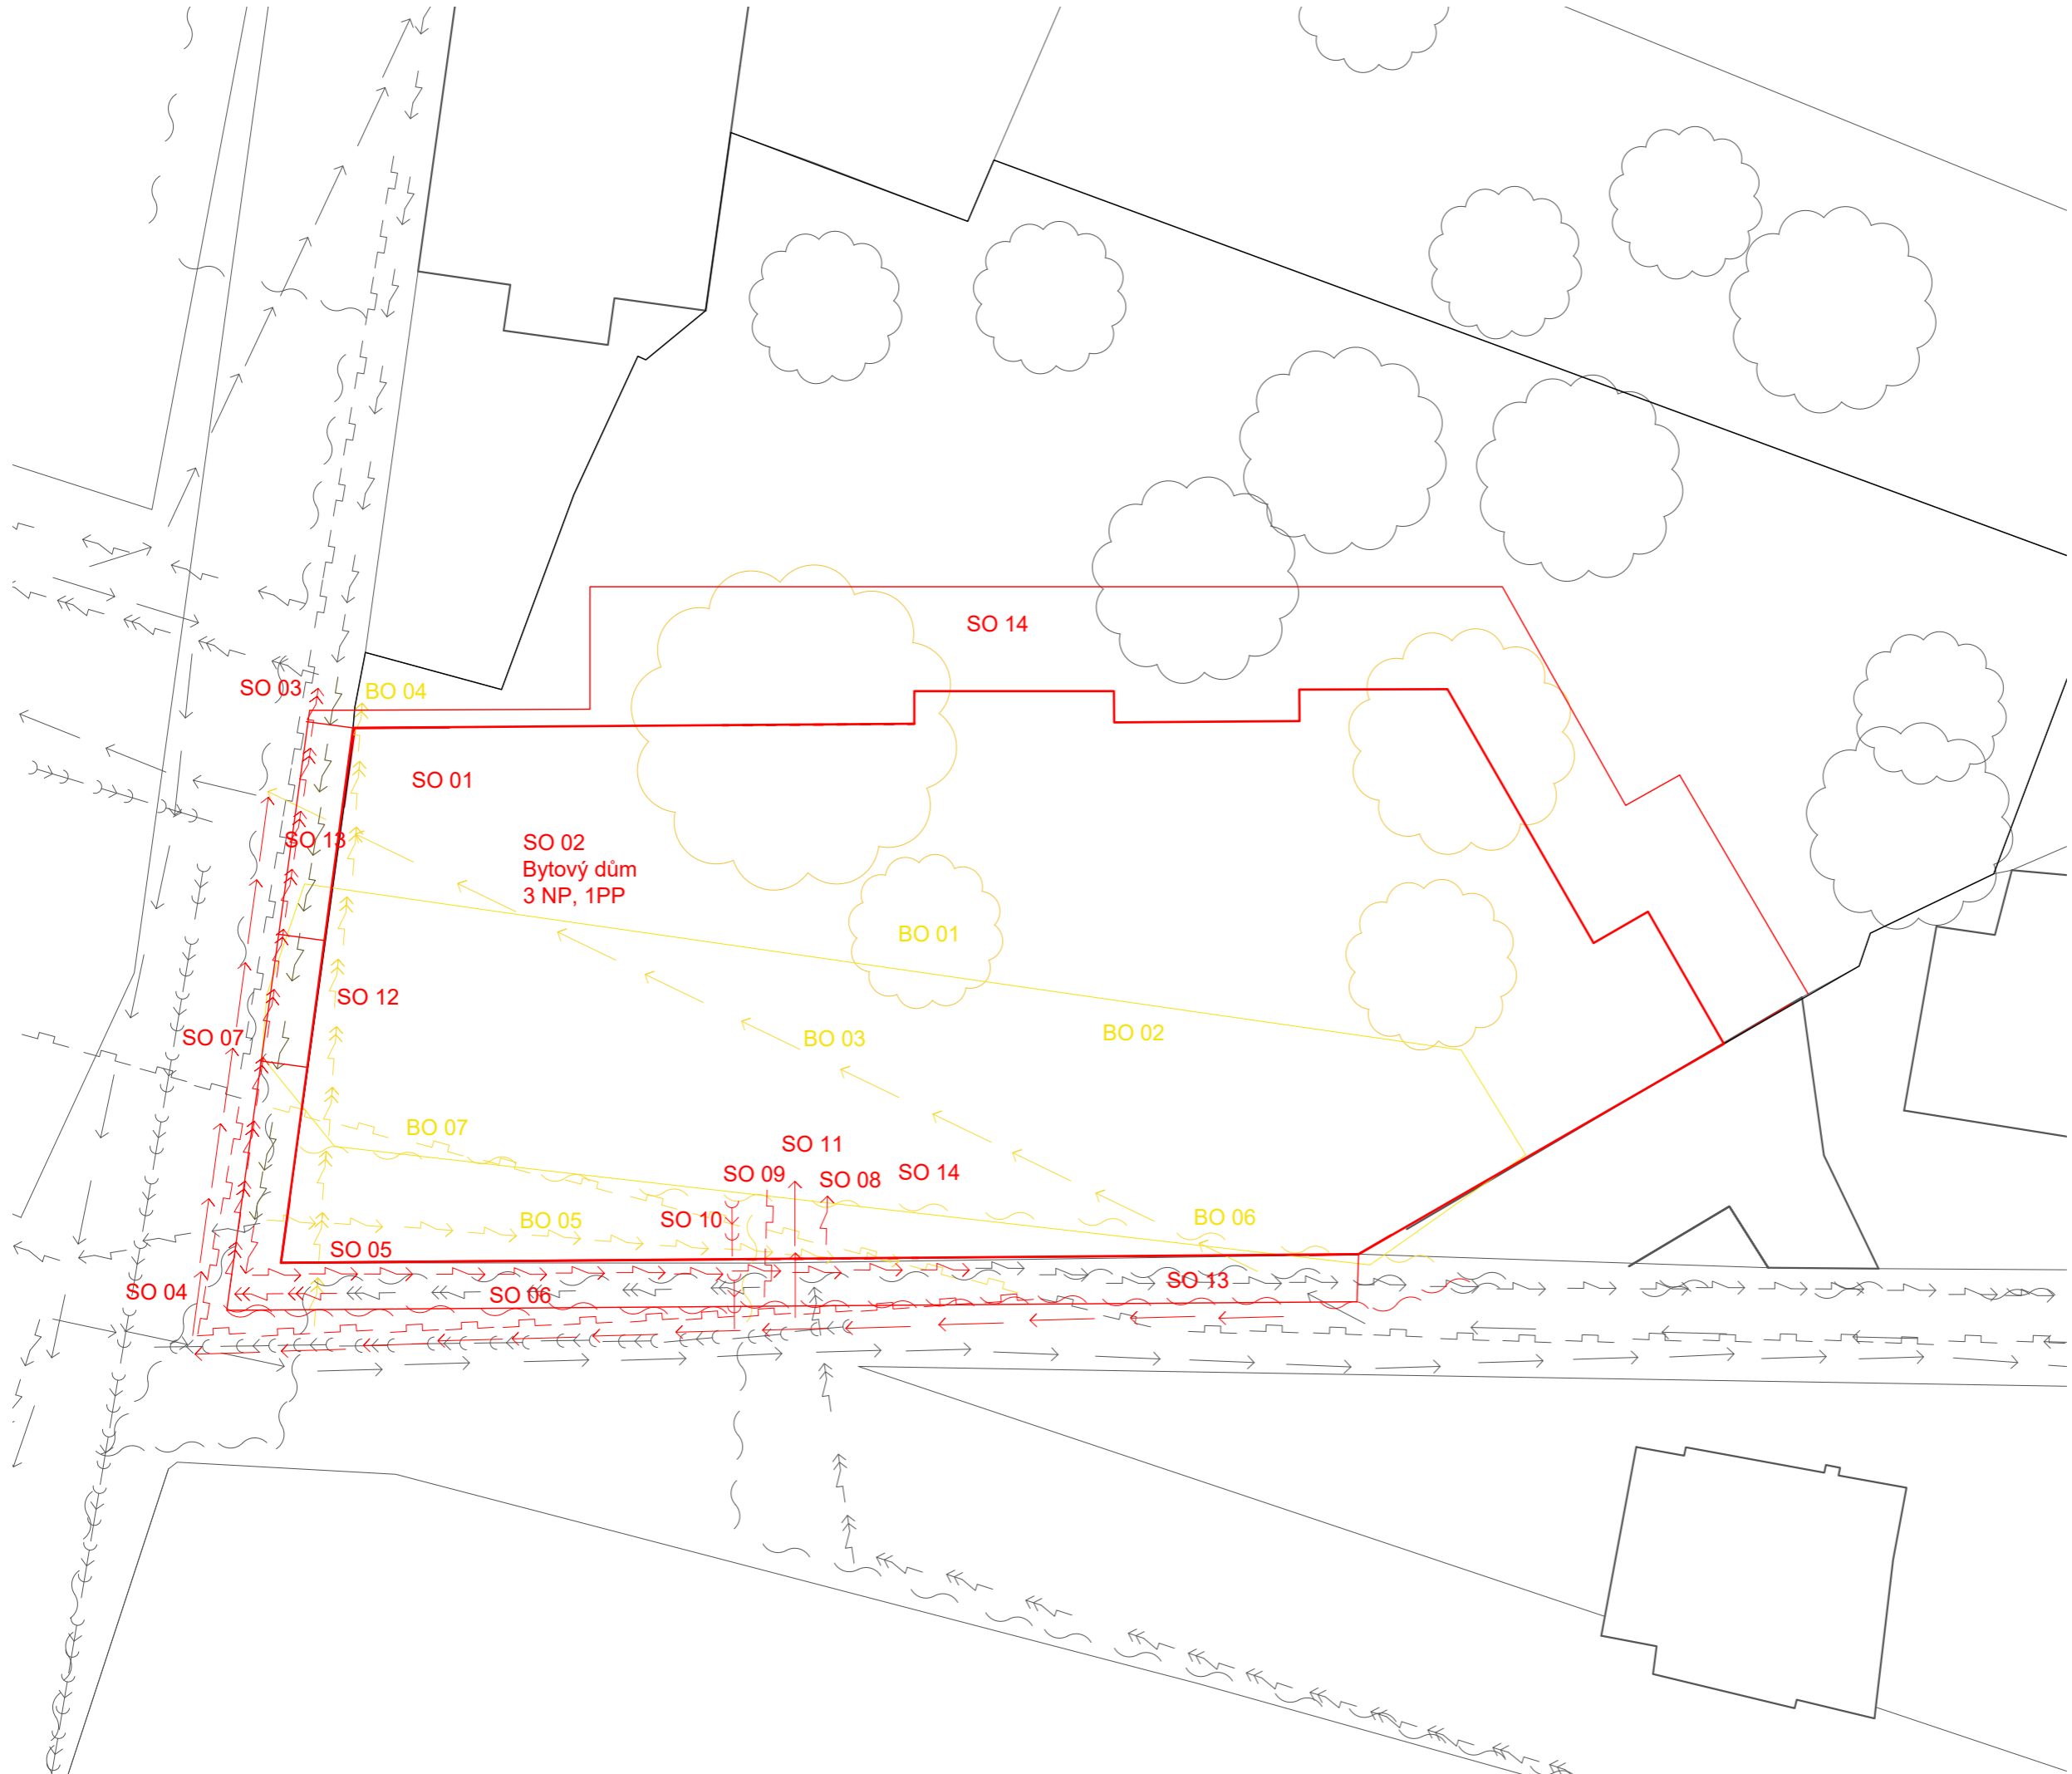 SO 14
SO 03
BO 04
SO 01
SO 13
SO 02
Bytový dům
3 NP, 1PP
BO 01
SO 12
SO 07
BO 03
BO 02
BO 07
SO 11
SO 09
SO 08
SO 14
SO 10
BO 05
BO 06
SO 05
SO 04
SO 06
SO 13